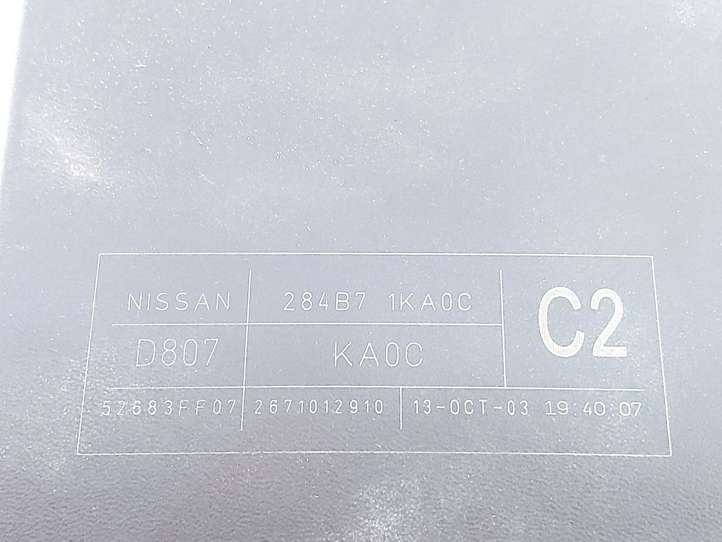 NISSAN 284B7 1KA0C C2
D807 KA0C
52683FF07 2671012910 13-OCT-03 19:40:07